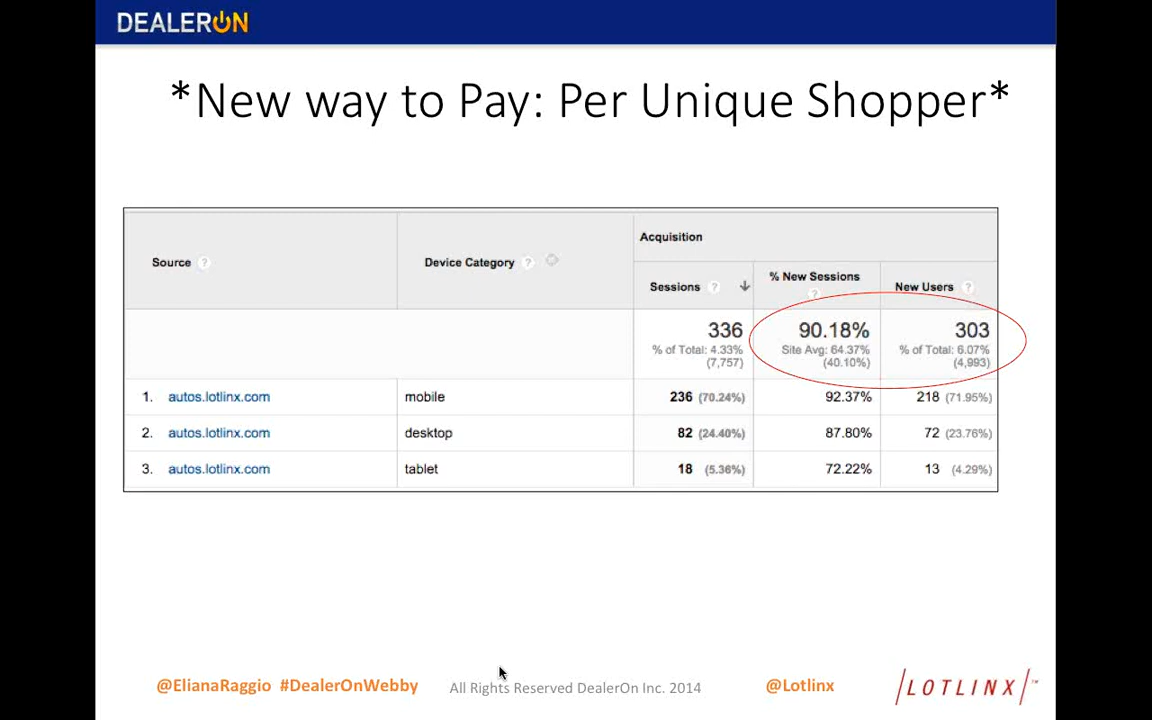 DEALERON
*New way to Pay: Per Unique Shopper*
Source ? Device Category ? Acquisition
Sessions ? % New Sessions ? New Users ?
336 90.18% 303
% of Total: 4.33% Site Avg: 64.37% % of Total: 6.07%
(7,757) (40.10%) (4,993)
1. autos.lotlinx.com mobile 236 (70.24%) 92.37% 218 (71.95%)
2. autos.lotlinx.com desktop 82 (24.40%) 87.80% 72 (23.76%)
3. autos.lotlinx.com tablet 18 (5.36%) 72.22% 13 (4.29%)
@ElianaRaggio #DealerOnWebby All Rights Reserved DealerOn Inc. 2014 @Lotlinx /LOTLINX/™